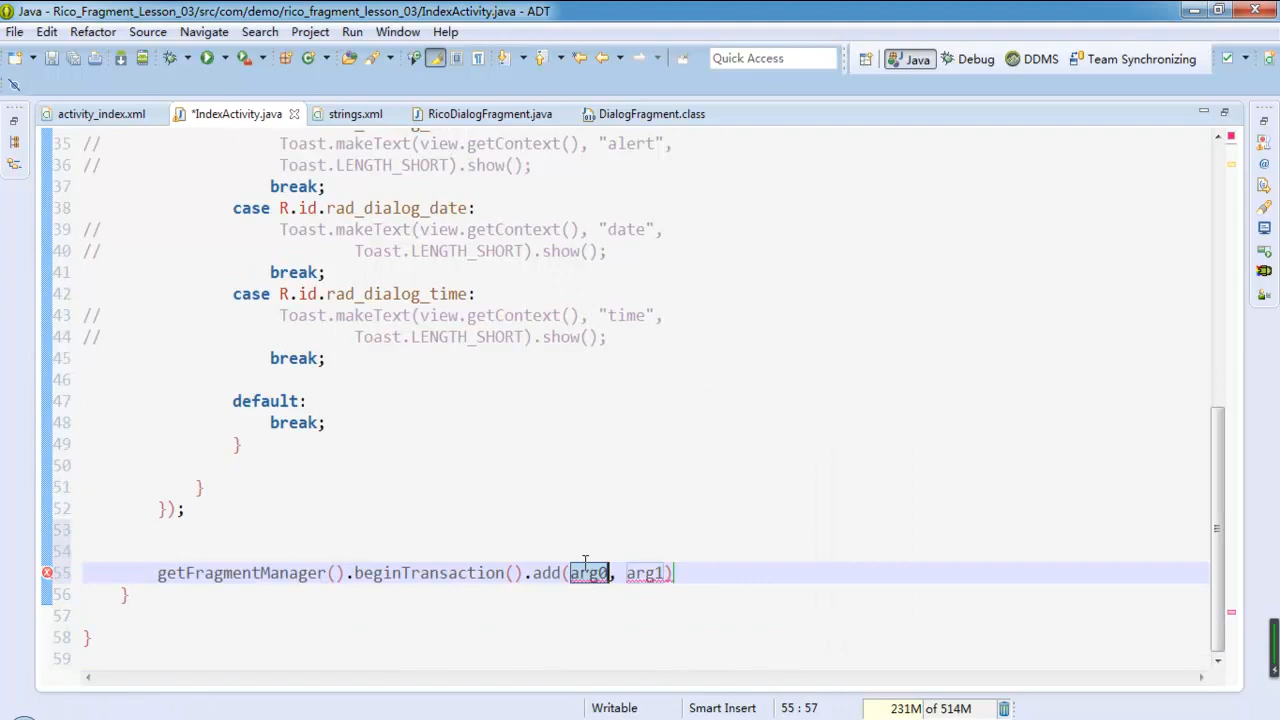 Java - Rico_Fragment_Lesson_03/src/com/demo/rico_fragment_lesson_03/IndexActivity.java - ADT
File Edit Refactor Source Navigate Search Project Run Window Help
Quick Access Java Debug DDMS Team Synchronizing
activity_index.xml *IndexActivity.java strings.xml RicoDialogFragment.java DialogFragment.class
35 // Toast.makeText(view.getContext(), "alert",
36 // Toast.LENGTH_SHORT).show();
37 break;
38 case R.id.rad_dialog_date:
39 // Toast.makeText(view.getContext(), "date",
40 // Toast.LENGTH_SHORT).show();
41 break;
42 case R.id.rad_dialog_time:
43 // Toast.makeText(view.getContext(), "time",
44 // Toast.LENGTH_SHORT).show();
45 break;
46
47 default:
48 break;
49 }
50
51 }
52 });
53
54
55 getFragmentManager().beginTransaction().add(arg0, arg1)
56 }
57
58 }
59
Writable Smart Insert 55 : 57 231M of 514M